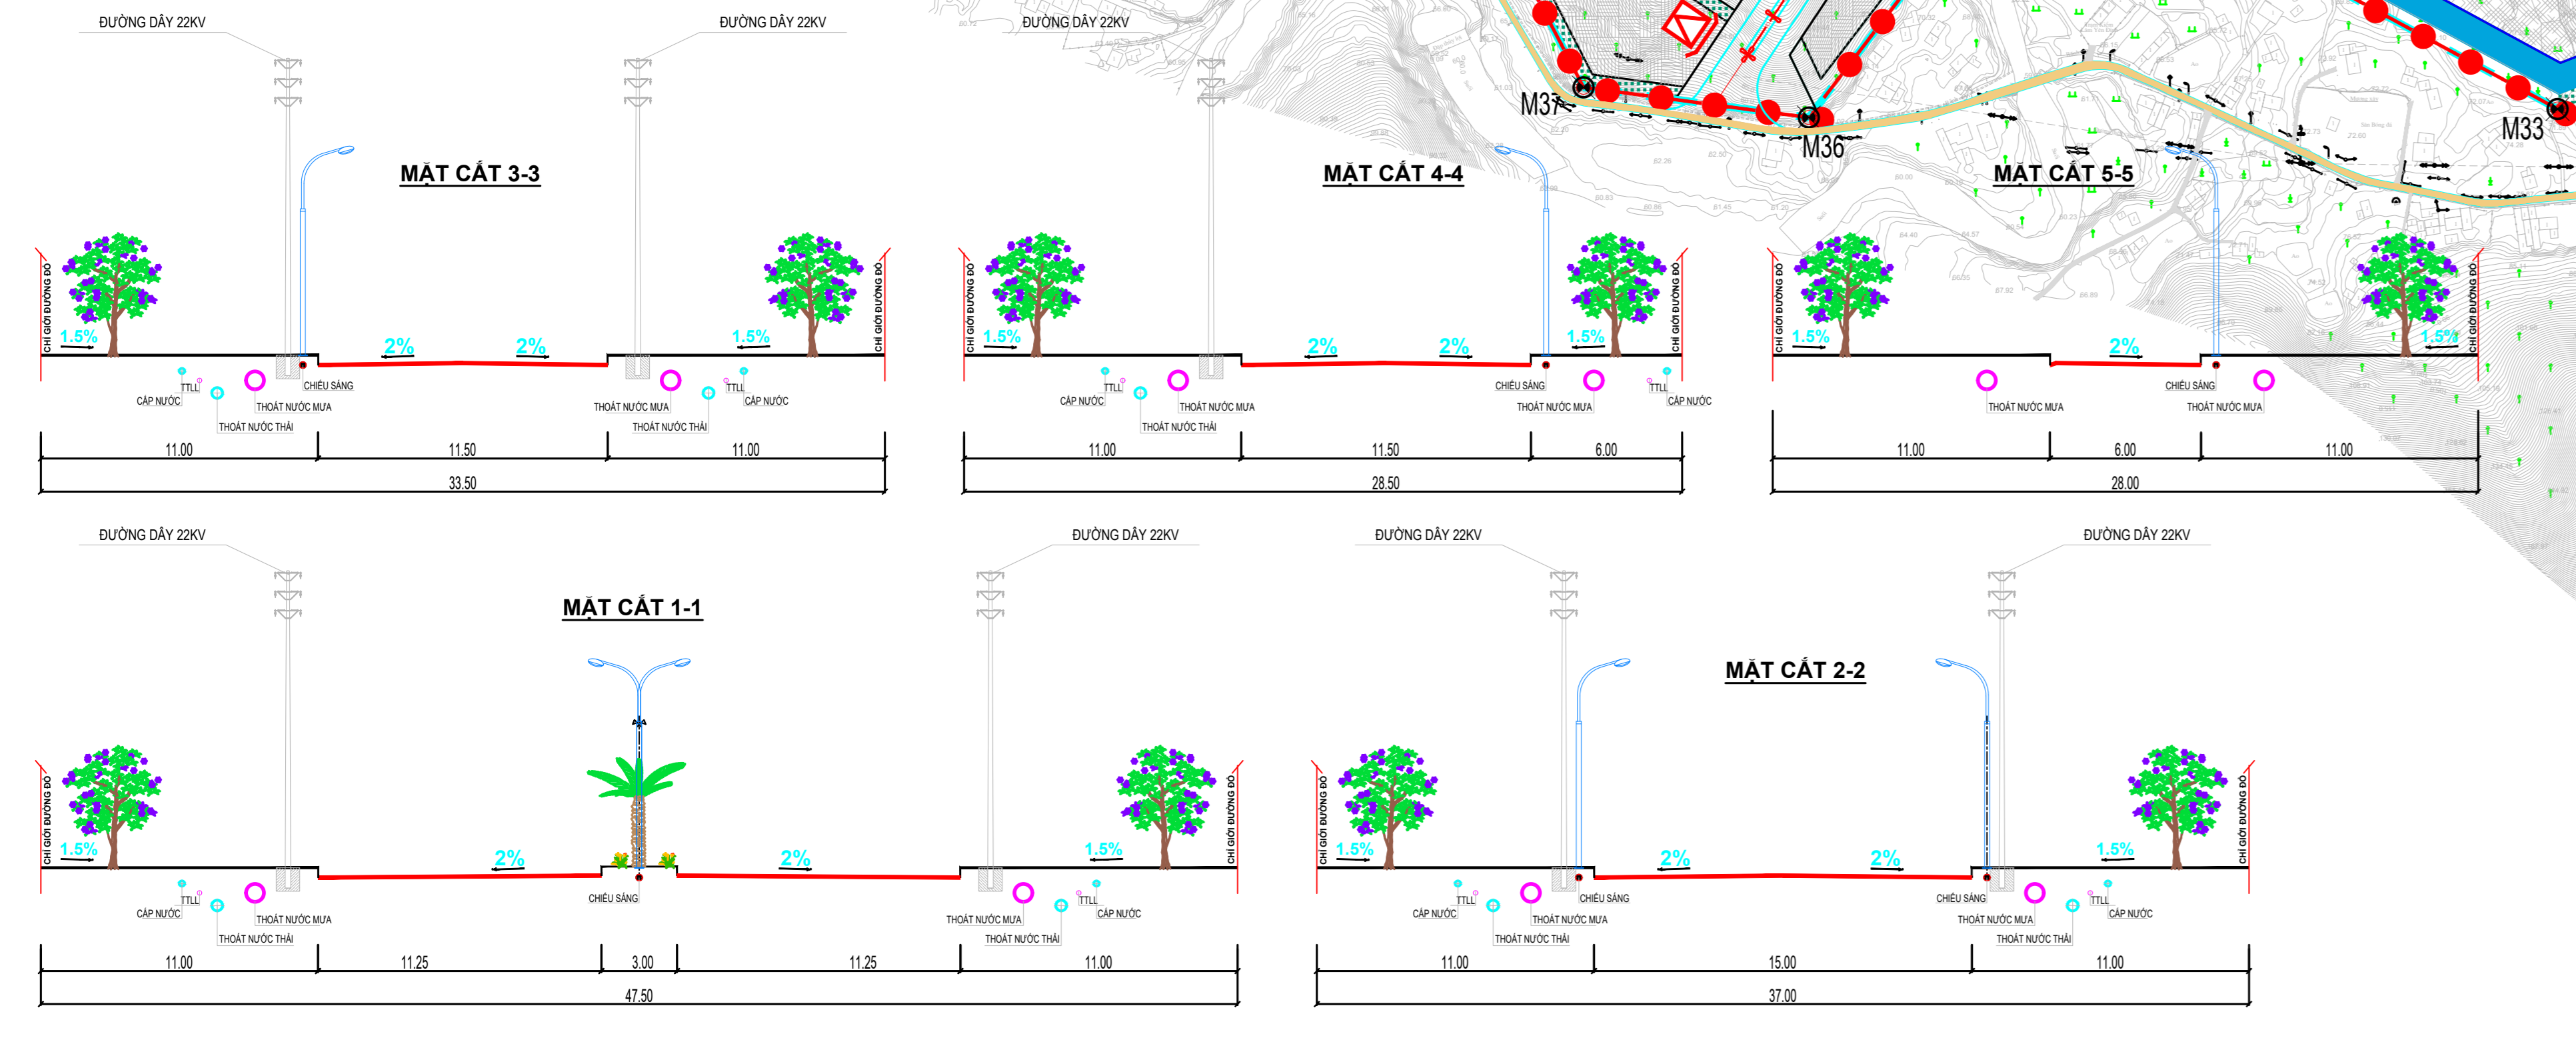 ĐƯỜNG DÂY 22KV
ĐƯỜNG DÂY 22KV
ĐƯỜNG DÂY 22KV
M37
M36
M33
MẶT CẮT 3-3
MẶT CẮT 4-4
MẶT CẮT 5-5
CHỈ GIỚI ĐƯỜNG ĐỎ
1.5%
2%
2%
1.5%
CHỈ GIỚI ĐƯỜNG ĐỎ
CHỈ GIỚI ĐƯỜNG ĐỎ
1.5%
2%
2%
1.5%
CHỈ GIỚI ĐƯỜNG ĐỎ
CHỈ GIỚI ĐƯỜNG ĐỎ
1.5%
2%
1.5%
CHỈ GIỚI ĐƯỜNG ĐỎ
TTLL
CHIẾU SÁNG
TTLL
TTLL
CHIẾU SÁNG
TTLL
CHIẾU SÁNG
CẤP NƯỚC
THOÁT NƯỚC MƯA
THOÁT NƯỚC MƯA
CẤP NƯỚC
CẤP NƯỚC
THOÁT NƯỚC MƯA
THOÁT NƯỚC MƯA
CẤP NƯỚC
THOÁT NƯỚC MƯA
THOÁT NƯỚC MƯA
THOÁT NƯỚC THẢI
THOÁT NƯỚC THẢI
THOÁT NƯỚC THẢI
11.00 11.50 11.00
33.50
11.00 11.50 6.00
28.50
11.00 6.00 11.00
28.00
ĐƯỜNG DÂY 22KV
ĐƯỜNG DÂY 22KV
ĐƯỜNG DÂY 22KV
ĐƯỜNG DÂY 22KV
MẶT CẮT 1-1
MẶT CẮT 2-2
CHỈ GIỚI ĐƯỜNG ĐỎ
1.5%
2%
2%
1.5%
CHỈ GIỚI ĐƯỜNG ĐỎ
CHỈ GIỚI ĐƯỜNG ĐỎ
1.5%
2%
2%
1.5%
CHỈ GIỚI ĐƯỜNG ĐỎ
TTLL
CHIẾU SÁNG
TTLL
TTLL
CHIẾU SÁNG
CHIẾU SÁNG
TTLL
CẤP NƯỚC
THOÁT NƯỚC MƯA
THOÁT NƯỚC MƯA
CẤP NƯỚC
CẤP NƯỚC
THOÁT NƯỚC MƯA
THOÁT NƯỚC MƯA
CẤP NƯỚC
THOÁT NƯỚC THẢI
THOÁT NƯỚC THẢI
THOÁT NƯỚC THẢI
THOÁT NƯỚC THẢI
11.00 11.25 3.00 11.25 11.00
47.50
11.00 15.00 11.00
37.00